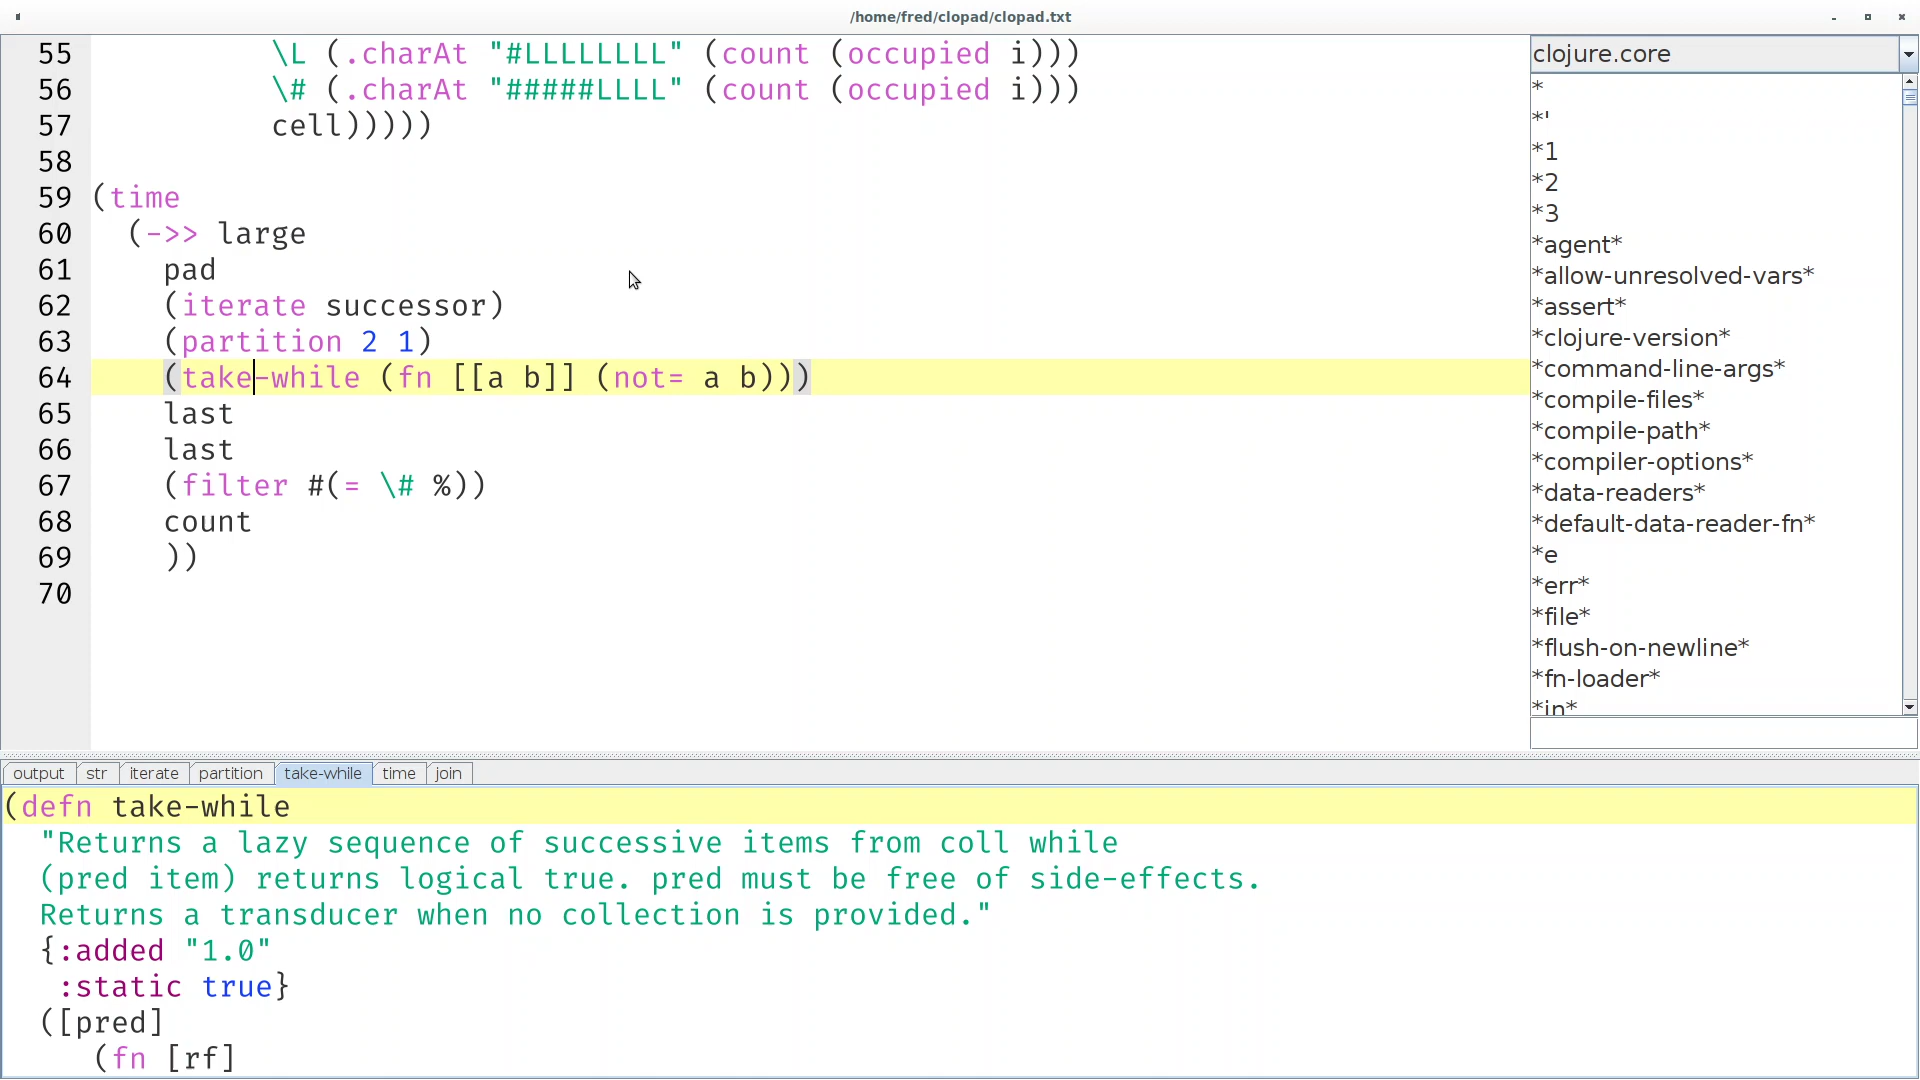 /home/fred/clopad/clopad.txt
55 \L (.charAt "#LLLLLLLL" (count (occupied i)))
56 \# (.charAt "#####LLLL" (count (occupied i)))
57 cell)))))
58
59 (time
60 (->> large
61 pad
62 (iterate successor)
63 (partition 2 1)
64 (take-while (fn [[a b]] (not= a b)))
65 last
66 last
67 (filter #(= \# %))
68 count
69 ))
70
clojure.core
*
*'
*1
*2
*3
*agent*
*allow-unresolved-vars*
*assert*
*clojure-version*
*command-line-args*
*compile-files*
*compile-path*
*compiler-options*
*data-readers*
*default-data-reader-fn*
*e
*err*
*file*
*flush-on-newline*
*fn-loader*
*in*
output str iterate partition take-while time join
(defn take-while
"Returns a lazy sequence of successive items from coll while
(pred item) returns logical true. pred must be free of side-effects.
Returns a transducer when no collection is provided."
{:added "1.0"
:static true}
([pred]
(fn [rf]